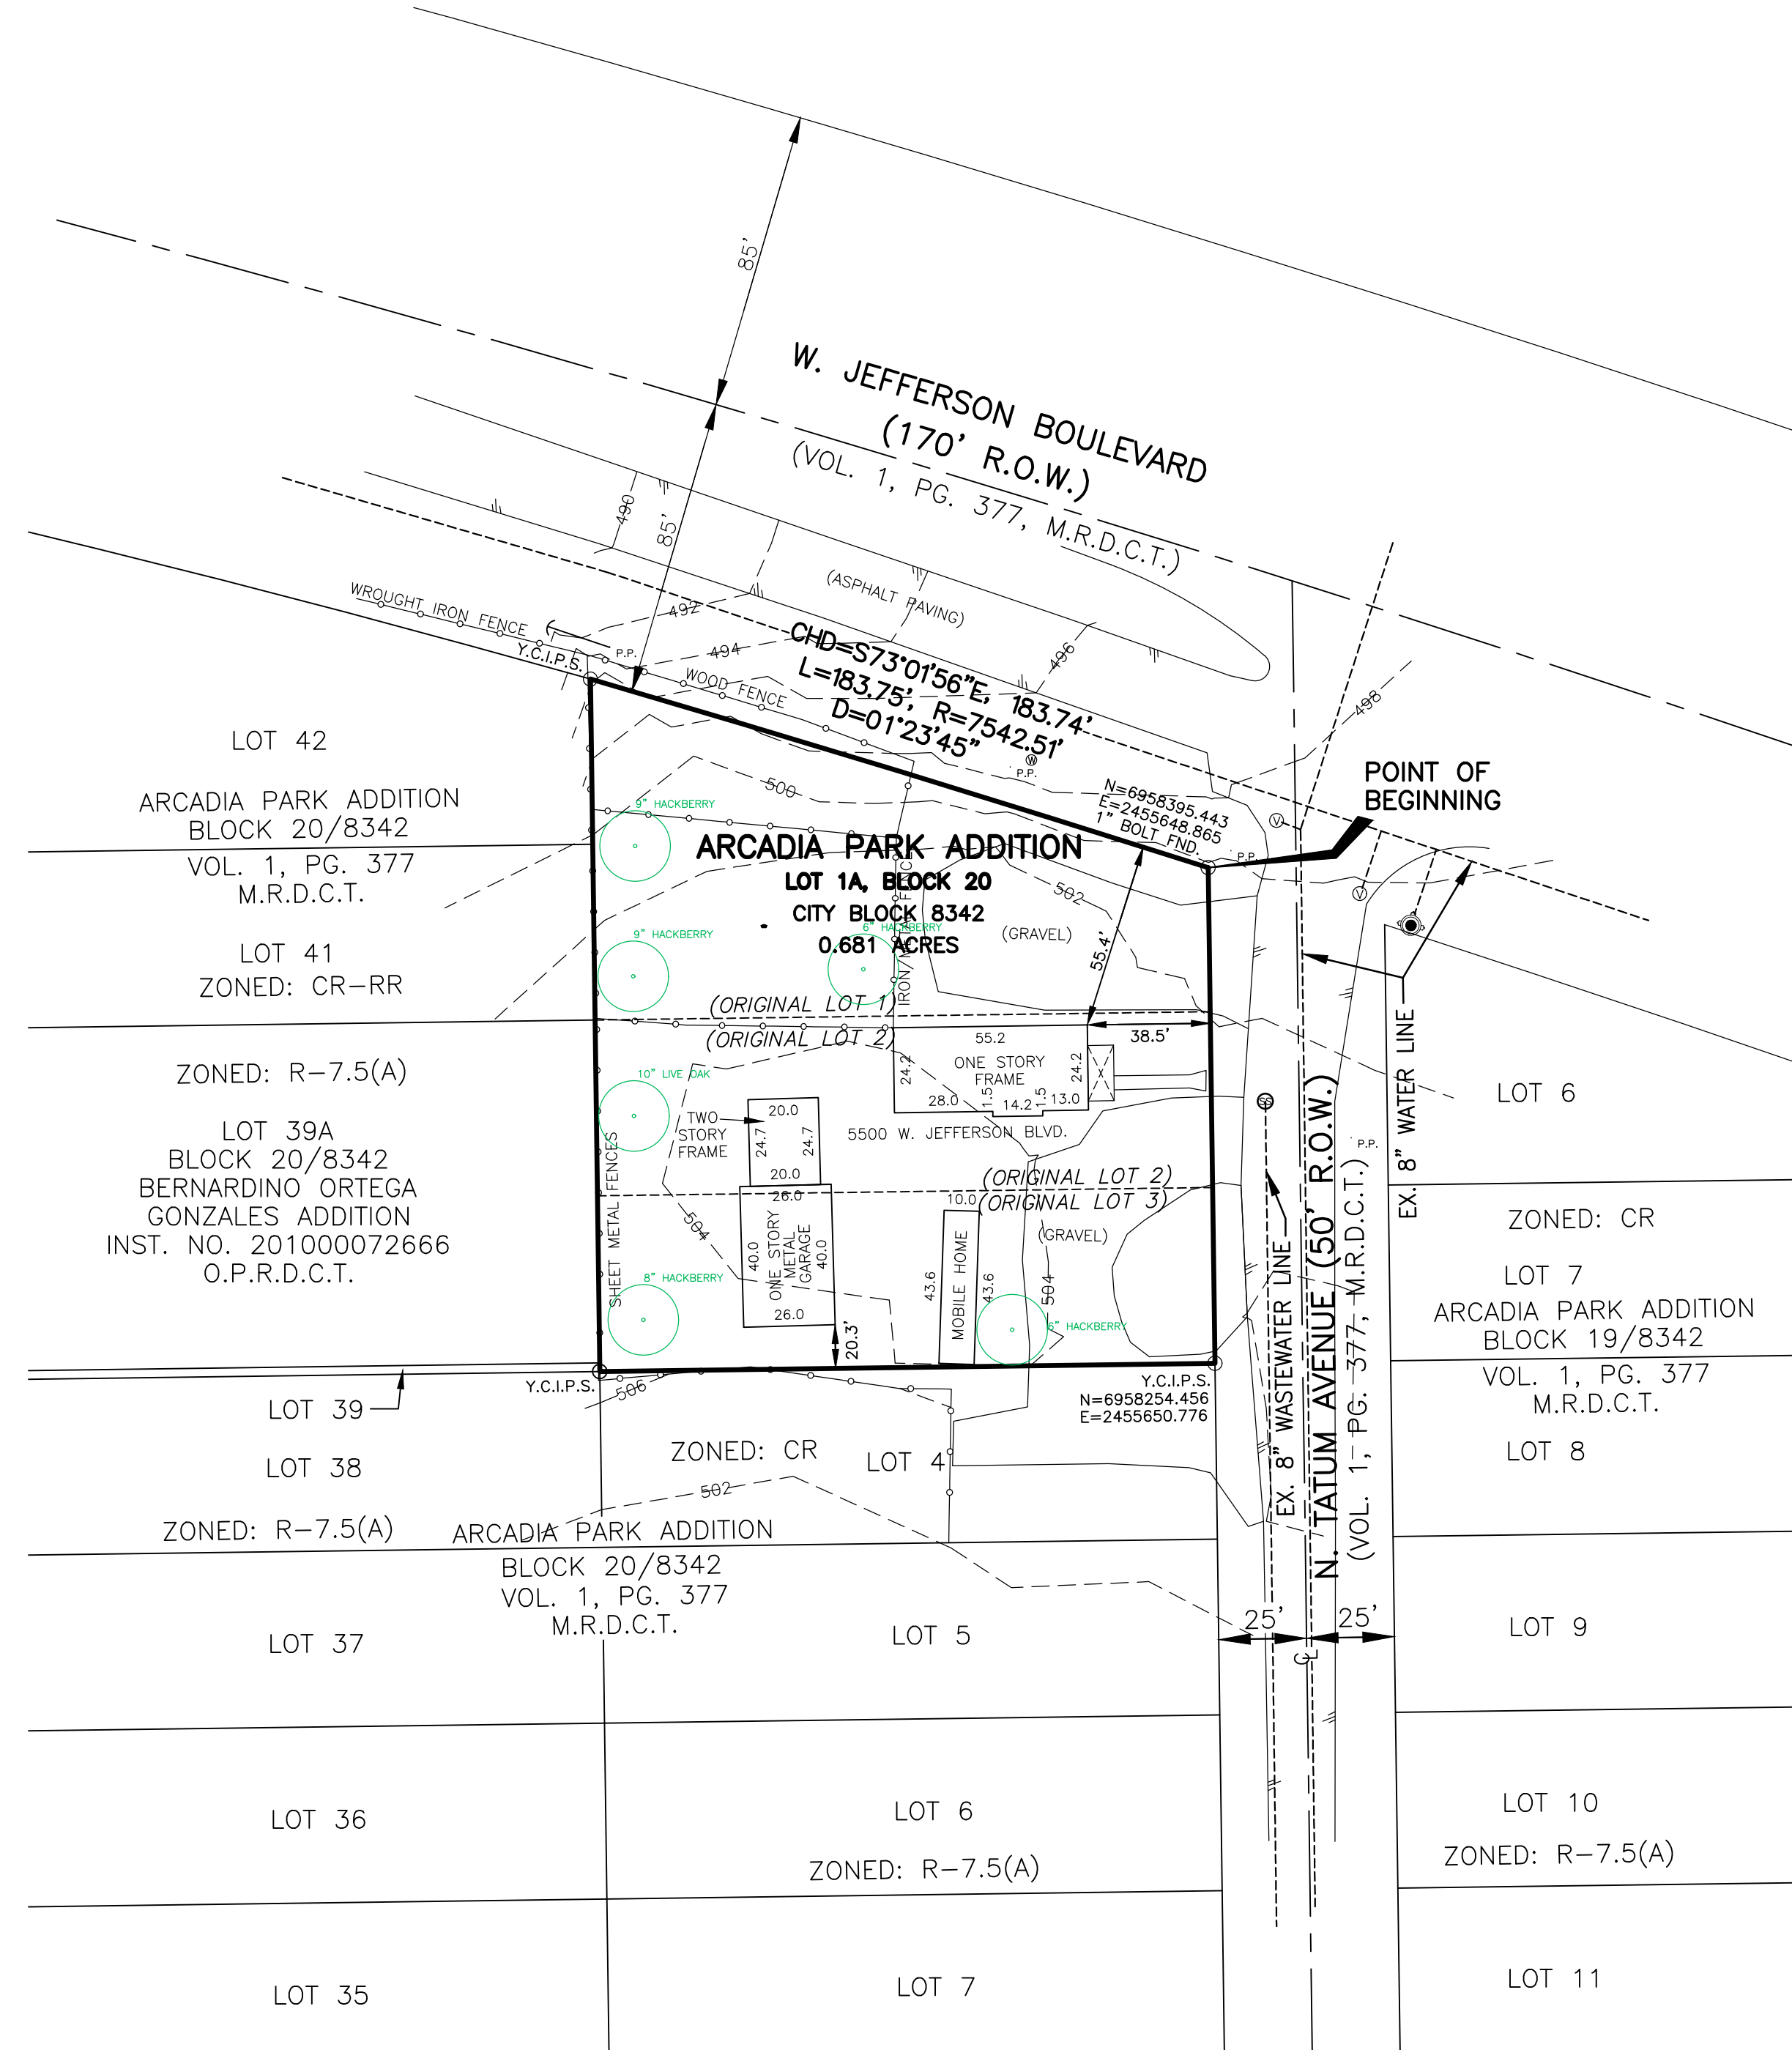 85'
W. JEFFERSON BOULEVARD
(170' R.O.W.)
(VOL. 1, PG. 377, M.R.D.C.T.)
490
85'
(ASPHALT PAVING)
WROUGHT IRON FENCE
492
Y.C.I.P.S.
P.P.
494
496
WOOD FENCE
498
CHD=S73°01'56"E, 183.74'
L=183.75', R=7542.51'
D=01°23'45"
W
P.P.
N=6958395.443
E=2455648.865
1" BOLT FND.
POINT OF
BEGINNING
V
P.P.
V
LOT 42
ARCADIA PARK ADDITION
BLOCK 20/8342
VOL. 1, PG. 377
M.R.D.C.T.
LOT 41
ZONED: CR-RR
500
9" HACKBERRY
ARCADIA PARK ADDITION
LOT 1A, BLOCK 20
CITY BLOCK 8342
0.681 ACRES
502
9" HACKBERRY
6" HACKBERRY
(GRAVEL)
55.4'
IRON/METAL FENCE
(ORIGINAL LOT 1)
(ORIGINAL LOT 2)
38.5'
55.2
24.2
ONE STORY
FRAME
24.2
28.0
1.5
14.2
1.5
13.0
5500 W. JEFFERSON BLVD.
ZONED: R-7.5(A)
LOT 39A
BLOCK 20/8342
BERNARDINO ORTEGA
GONZALES ADDITION
INST. NO. 201000072666
O.P.R.D.C.T.
10" LIVE OAK
TWO
STORY
FRAME
20.0
24.7
24.7
20.0
SHEET METAL FENCES
(ORIGINAL LOT 2)
(ORIGINAL LOT 3)
26.0
40.0
ONE STORY
METAL
GARAGE
40.0
26.0
504
8" HACKBERRY
20.3'
10.0
43.6
MOBILE HOME
43.6
(GRAVEL)
504
6" HACKBERRY
SS
EX. 8" WASTEWATER LINE
N. TATUM AVENUE (50' R.O.W.)
(VOL. 1, PG. 377, M.R.D.C.T.)
P.P.
EX. 8" WATER LINE
LOT 6
ZONED: CR
LOT 7
ARCADIA PARK ADDITION
BLOCK 19/8342
VOL. 1, PG. 377
M.R.D.C.T.
LOT 8
Y.C.I.P.S.
506
Y.C.I.P.S.
N=6958254.456
E=2455650.776
LOT 39
LOT 38
ZONED: R-7.5(A)
ZONED: CR
LOT 4
502
ARCADIA PARK ADDITION
BLOCK 20/8342
VOL. 1, PG. 377
M.R.D.C.T.
25'
25'
CL
LOT 37
LOT 5
LOT 9
LOT 36
LOT 6
ZONED: R-7.5(A)
LOT 10
ZONED: R-7.5(A)
LOT 35
LOT 7
LOT 11